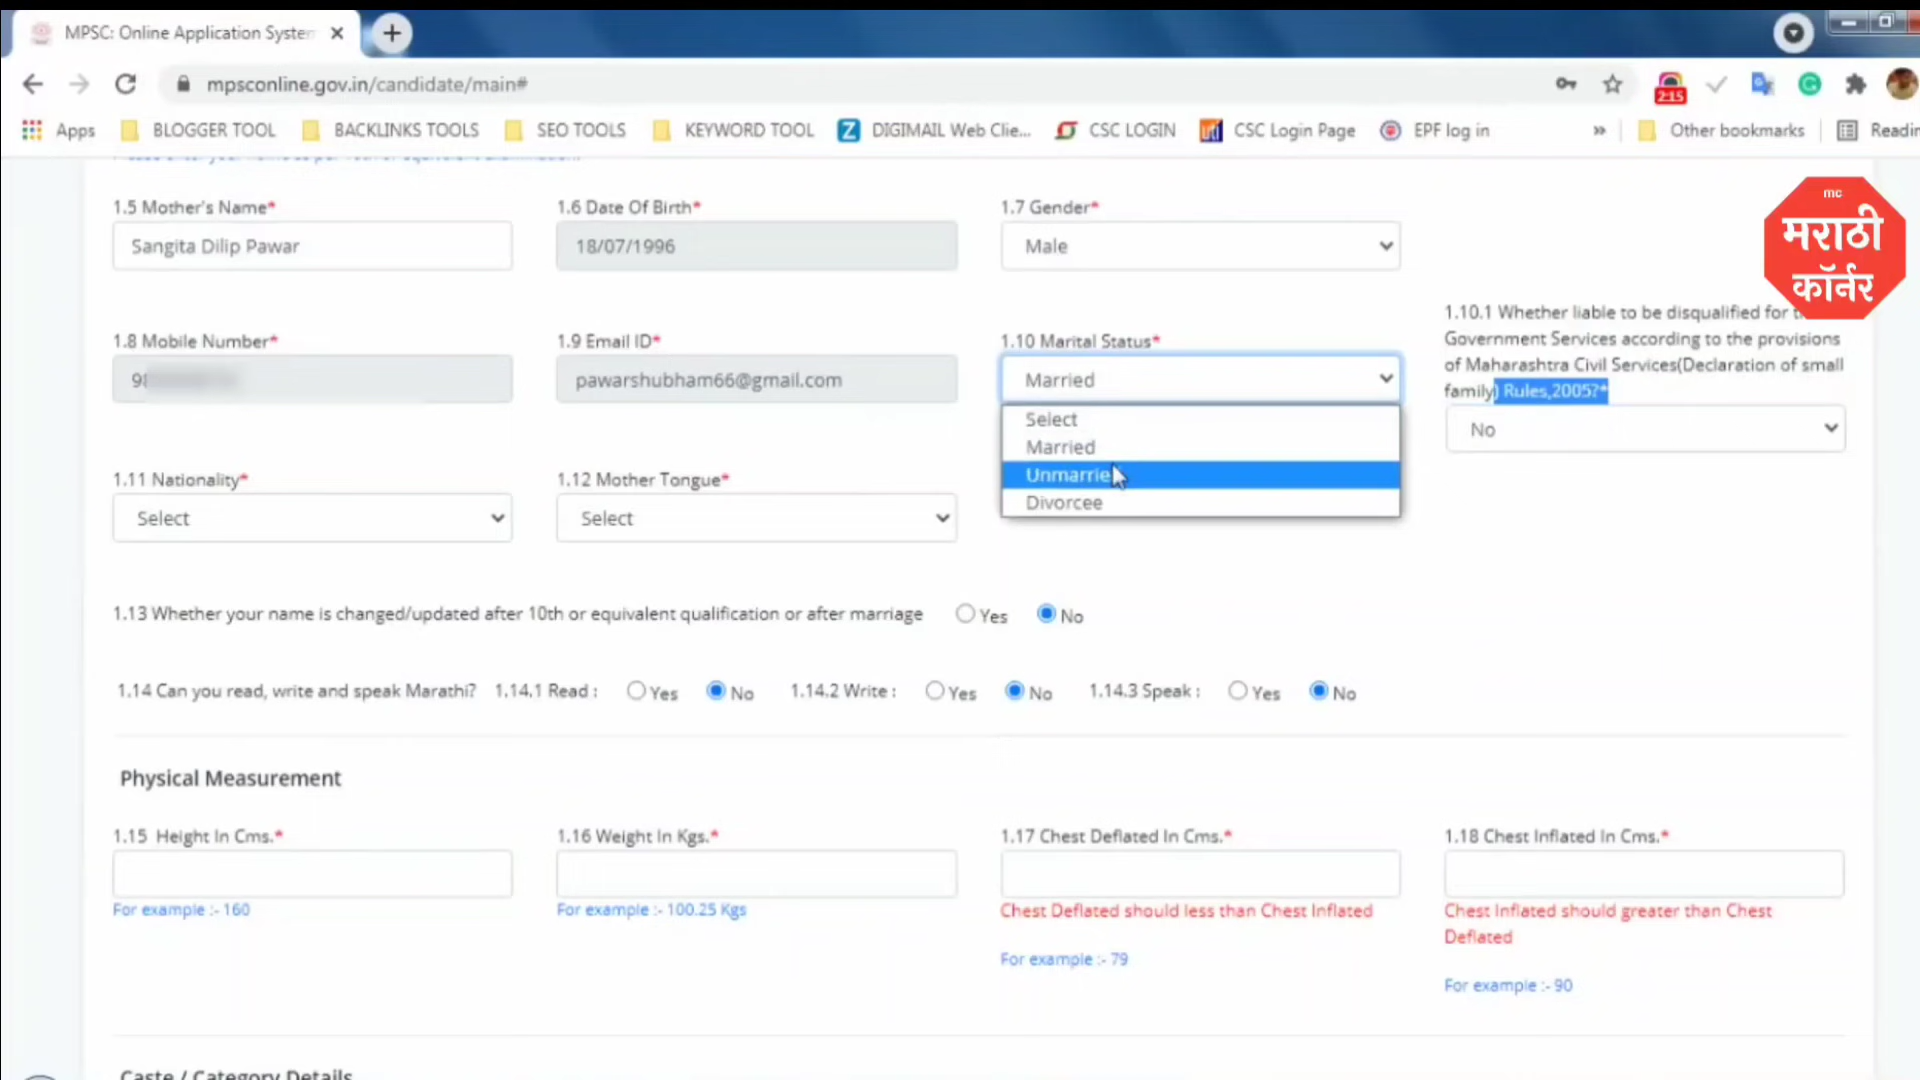 MPSC: Online Application System
mpsconline.gov.in/candidate/main#
2:15
Apps BLOGGER TOOL BACKLINKS TOOLS SEO TOOLS KEYWORD TOOL DIGIMAIL Web Clie... CSC LOGIN CSC Login Page EPF log in » Other bookmarks Readin
mc
मराठी
कॉर्नर
1.5 Mother's Name* 1.6 Date Of Birth* 1.7 Gender*
Sangita Dilip Pawar 18/07/1996 Male
1.10.1 Whether liable to be disqualified for
Government Services according to the provisions
of Maharashtra Civil Services(Declaration of small
family) Rules,2005?*
No
1.8 Mobile Number* 1.9 Email ID* 1.10 Marital Status*
98 pawarshubham66@gmail.com Married
Select
Married
Unmarrie
Divorcee
1.11 Nationality* 1.12 Mother Tongue*
Select Select
1.13 Whether your name is changed/updated after 10th or equivalent qualification or after marriage Yes No
1.14 Can you read, write and speak Marathi? 1.14.1 Read : Yes No 1.14.2 Write : Yes No 1.14.3 Speak : Yes No
Physical Measurement
1.15 Height In Cms.* 1.16 Weight In Kgs.* 1.17 Chest Deflated In Cms.* 1.18 Chest Inflated In Cms.*
For example :- 160 For example :- 100.25 Kgs Chest Deflated should less than Chest Inflated Chest Inflated should greater than Chest
Deflated
For example :- 79
For example :- 90
Caste / Category Details